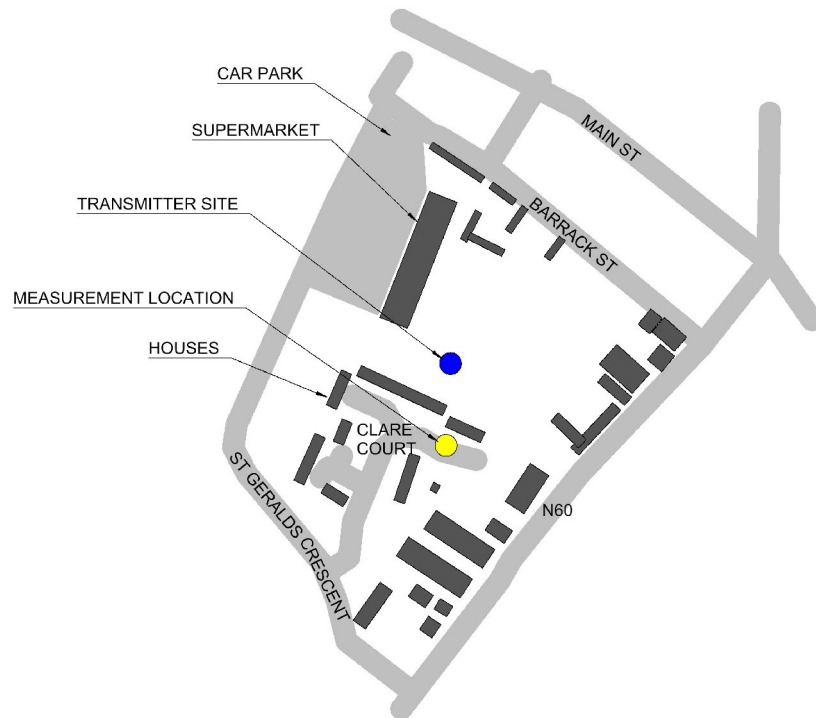 CAR PARK
MAIN ST
SUPERMARKET
TRANSMITTER SITE
BARRACK ST
MEASUREMENT LOCATION
HOUSES
CLARE
COURT
ST GERALDS CRESCENT
N60